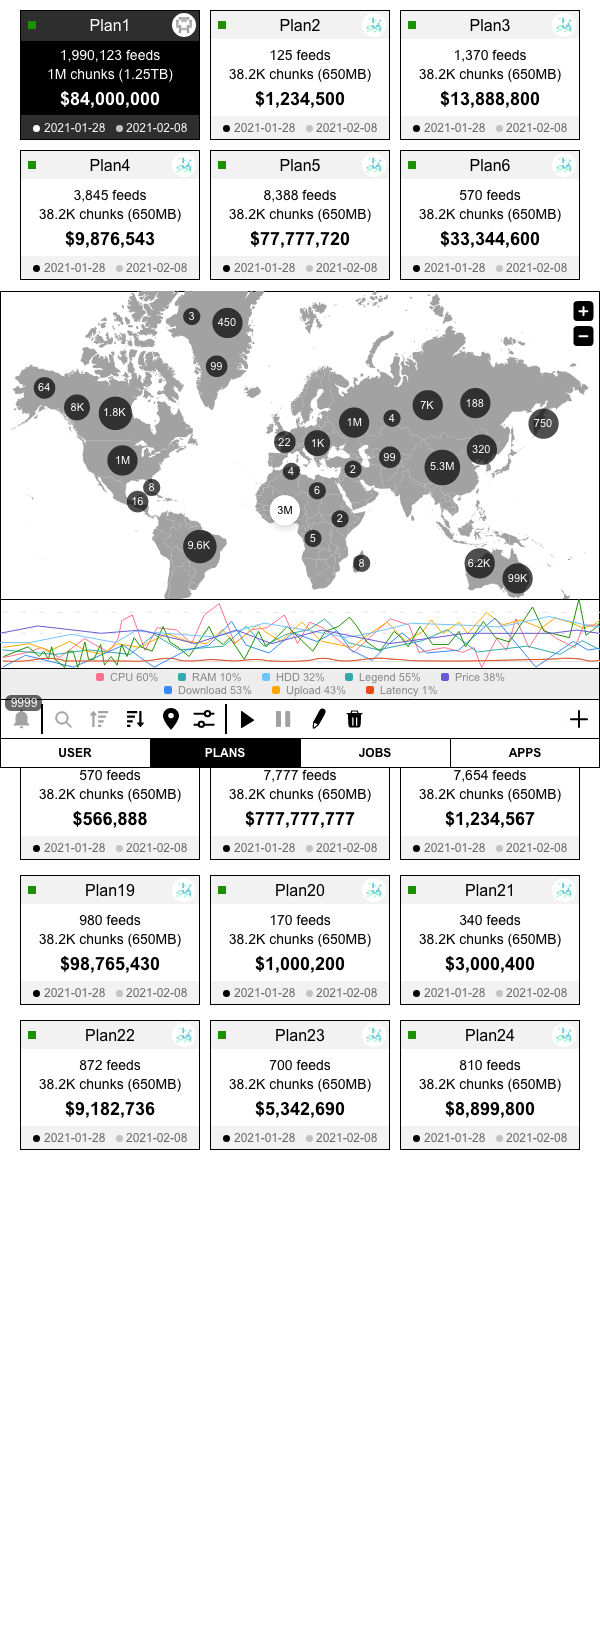 Plan1
1,990,123 feeds
1M chunks (1.25TB)
$84,000,000
2021-01-28 2021-02-08
Plan2
125 feeds
38.2K chunks (650MB)
$1,234,500
2021-01-28 2021-02-08
Plan3
1,370 feeds
38.2K chunks (650MB)
$13,888,800
2021-01-28 2021-02-08
Plan4
3,845 feeds
38.2K chunks (650MB)
$9,876,543
2021-01-28 2021-02-08
Plan5
8,388 feeds
38.2K chunks (650MB)
$77,777,720
2021-01-28 2021-02-08
Plan6
570 feeds
38.2K chunks (650MB)
$33,344,600
2021-01-28 2021-02-08
3
450
99
64
8K
1.8K
1M
8
16
9.6K
22
1K
1M
4
7K
188
750
320
5.3M
99
2
4
6
3M
2
5
8
6.2K
99K
CPU 60% RAM 10% HDD 32% Legend 55% Price 38%
Download 53% Upload 43% Latency 1%
9999
USER PLANS JOBS APPS
570 feeds
38.2K chunks (650MB)
$566,888
2021-01-28 2021-02-08
7,777 feeds
38.2K chunks (650MB)
$777,777,777
2021-01-28 2021-02-08
7,654 feeds
38.2K chunks (650MB)
$1,234,567
2021-01-28 2021-02-08
Plan19
980 feeds
38.2K chunks (650MB)
$98,765,430
2021-01-28 2021-02-08
Plan20
170 feeds
38.2K chunks (650MB)
$1,000,200
2021-01-28 2021-02-08
Plan21
340 feeds
38.2K chunks (650MB)
$3,000,400
2021-01-28 2021-02-08
Plan22
872 feeds
38.2K chunks (650MB)
$9,182,736
2021-01-28 2021-02-08
Plan23
700 feeds
38.2K chunks (650MB)
$5,342,690
2021-01-28 2021-02-08
Plan24
810 feeds
38.2K chunks (650MB)
$8,899,800
2021-01-28 2021-02-08